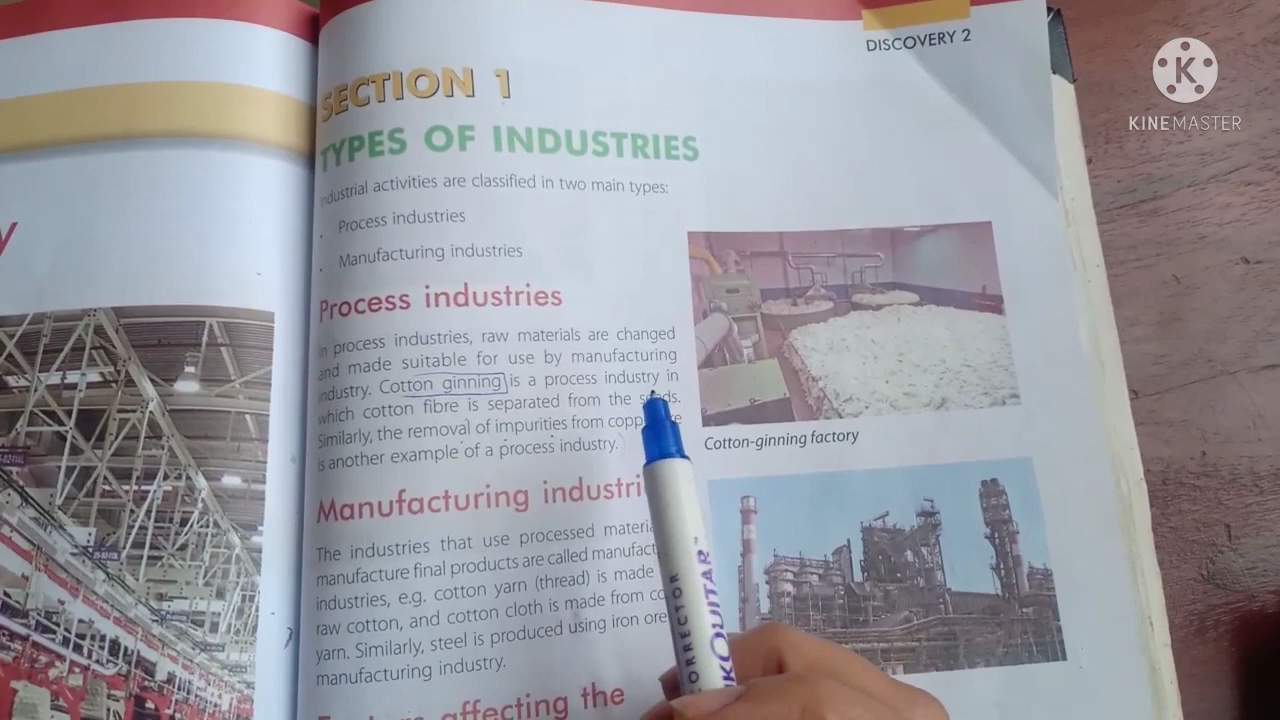 DISCOVERY 2
KINEMASTER
SECTION 1
TYPES OF INDUSTRIES
Industrial activities are classified in two main types:
• Process industries
• Manufacturing industries
Process industries
In process industries, raw materials are changed
and made suitable for use by manufacturing
industry. Cotton ginning is a process industry in
which cotton fibre is separated from the seeds.
Similarly, the removal of impurities from copper
is another example of a process industry.
Cotton-ginning factory
Manufacturing
The industries that use processed
manufacture final products are called
industries, e.g. cotton yarn (thread) is made
raw cotton, and cotton cloth is made from
yarn. Similarly, steel is produced using iron ore
manufacturing industry.
affecting the
CORRECTOR